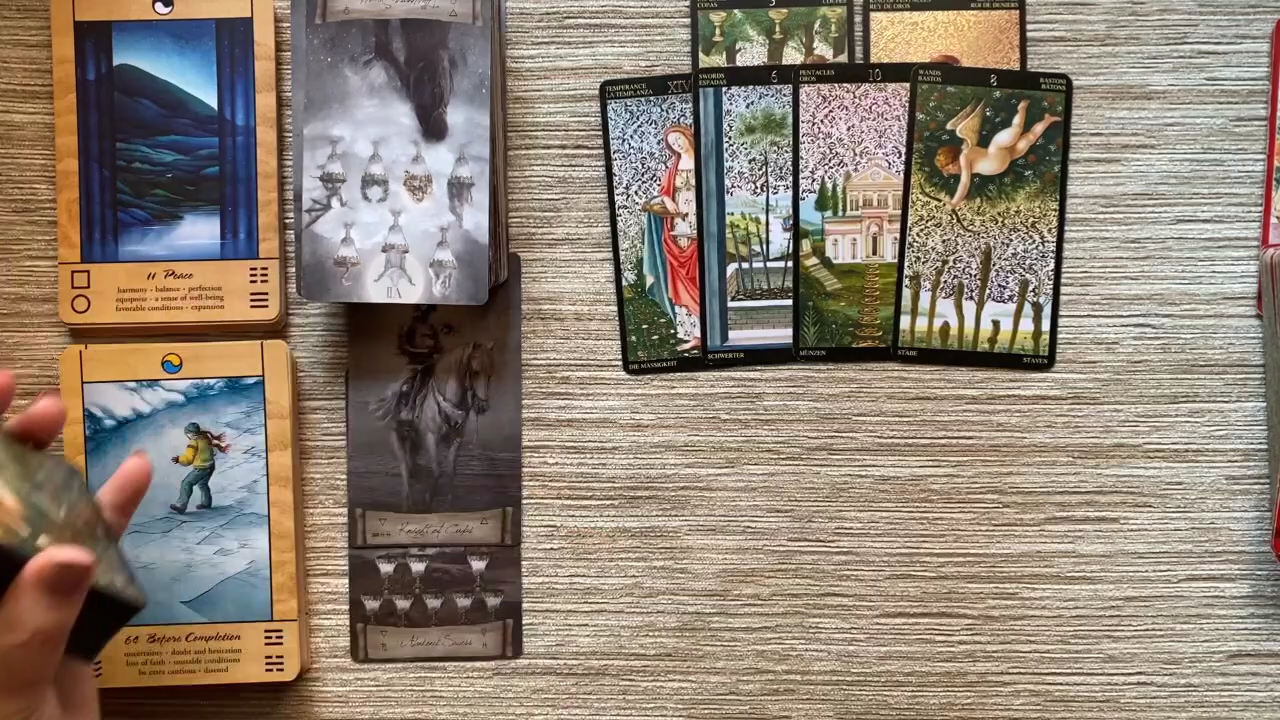 11 Peace
harmony • balance • perfection
equipoise • a sense of well-being
favorable conditions • expansion
64 Before Completion
uncertainty • doubt and hesitation
loss of faith • unstable conditions
be extra cautious • discord
VII
Knight of Cups
COPAS
5
REY DE OROS
ROI DE DENIERS
TEMPERANCE
LA TEMPLANZA
XIV
DIE MÄSSIGKEIT
SWORDS
ESPADAS
6
SCHWERTER
PENTACLES
OROS
10
MÜNZEN
WANDS
BASTOS
8
BASTONI
BÂTONS
STÄBE
STAVEN